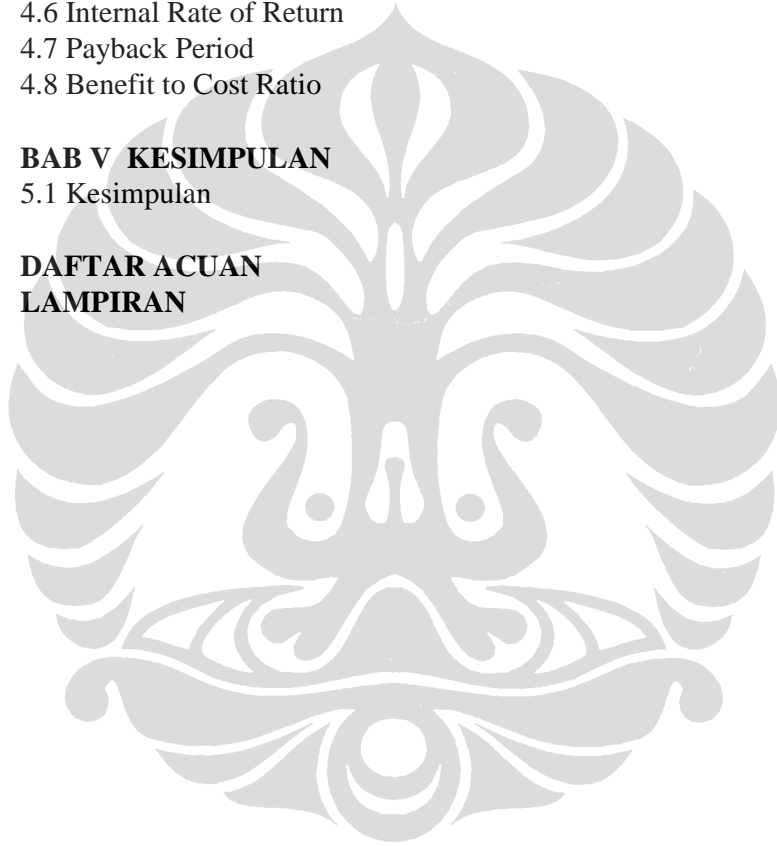 4.6 Internal Rate of Return
4.7 Payback Period
4.8 Benefit to Cost Ratio
BAB V KESIMPULAN
5.1 Kesimpulan
DAFTAR ACUAN
LAMPIRAN